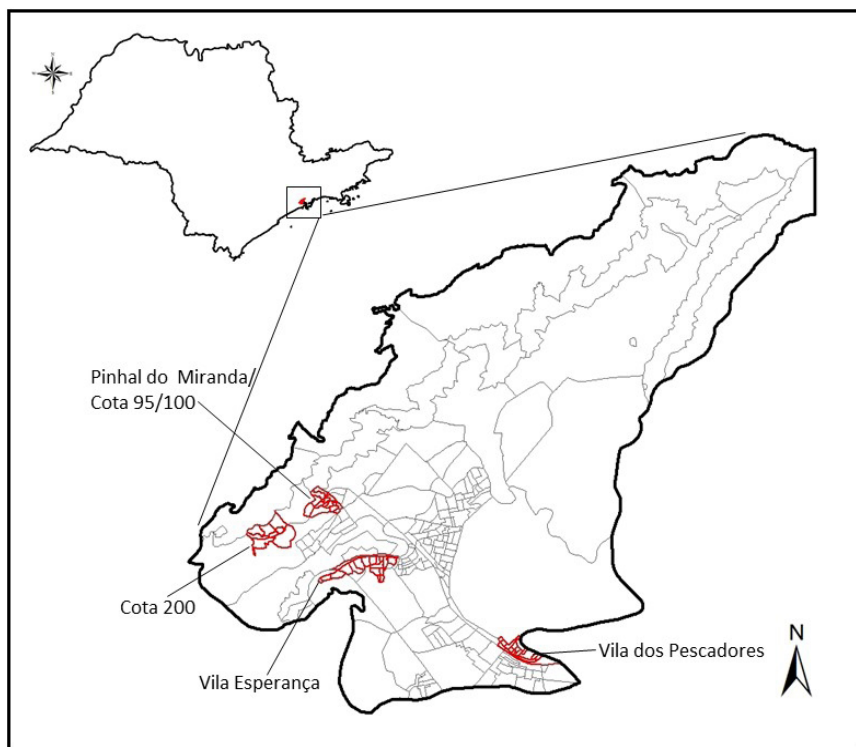 Pinhal do Miranda/
Cota 95/100
Cota 200
Vila Esperança
Vila dos Pescadores
N